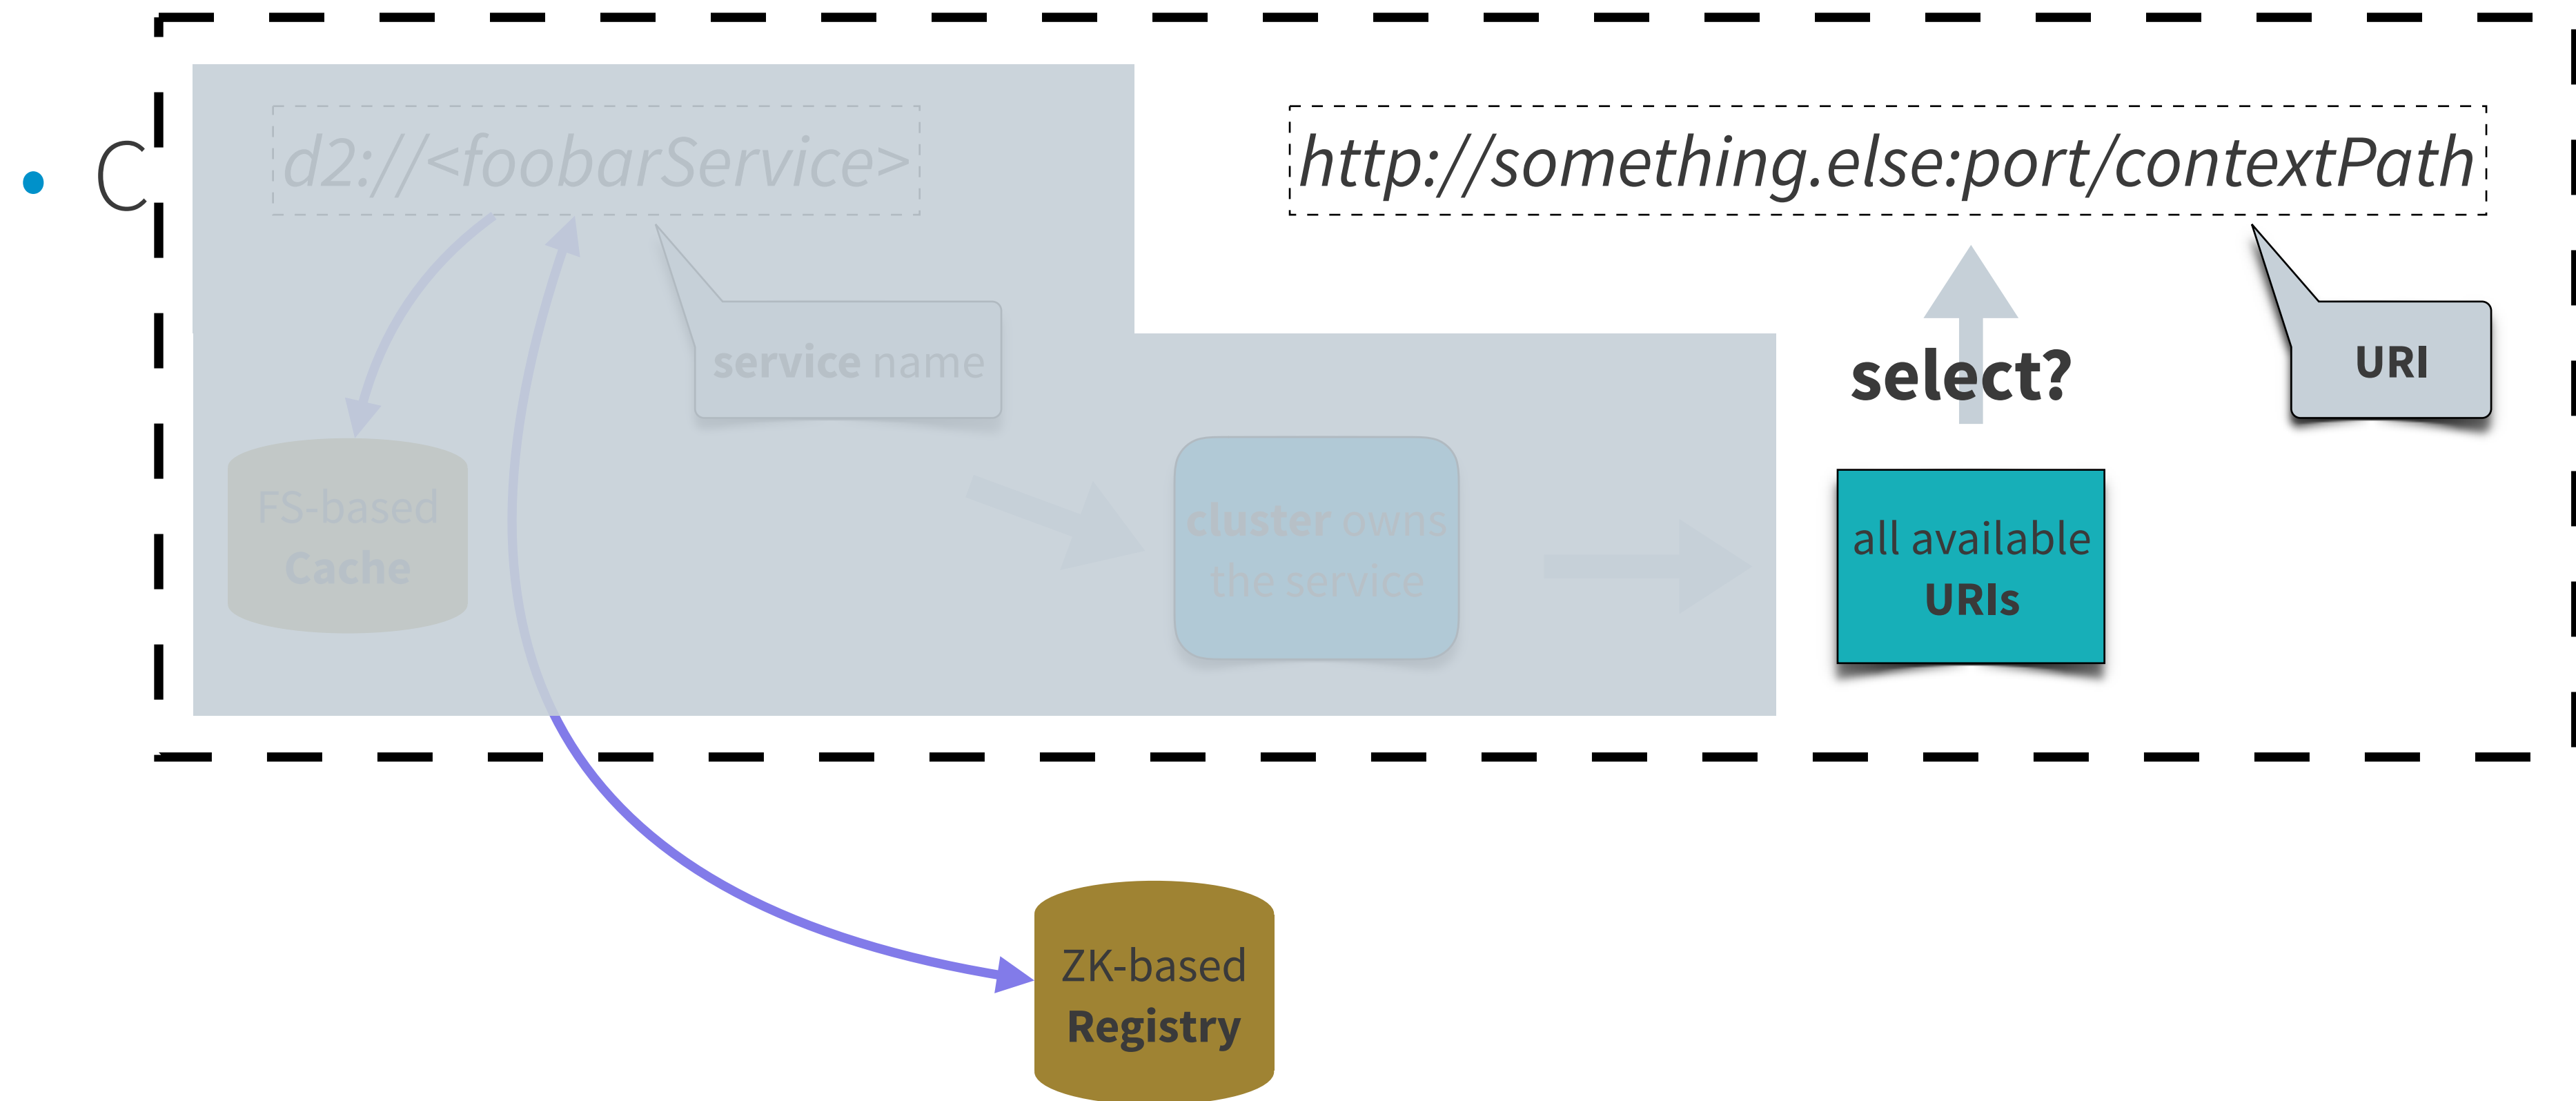 • C
d2://<foobarService>
http://something.else:port/contextPath
service name
select?
URI
FS-based
Cache
cluster owns
the service
all available
URIs
ZK-based
Registry